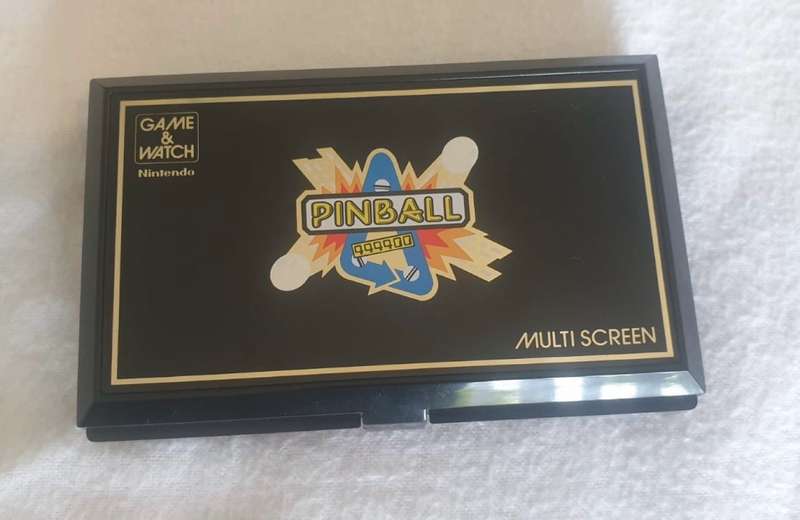 GAME
&
WATCH
Nintendo
PINBALL
999900
MULTI SCREEN